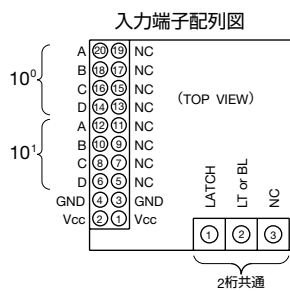 入力端子配列図
A 20 19 NC
B 18 17 NC
10⁰
C 16 15 NC
D 14 13 NC
(TOP VIEW)
A 12 11 NC
B 10 9 NC
10¹
C 8 7 NC
D 6 5 NC
GND 4 3 GND
Vcc 2 1 Vcc
LATCH
LT or BL
NC
1 2 3
2桁共通